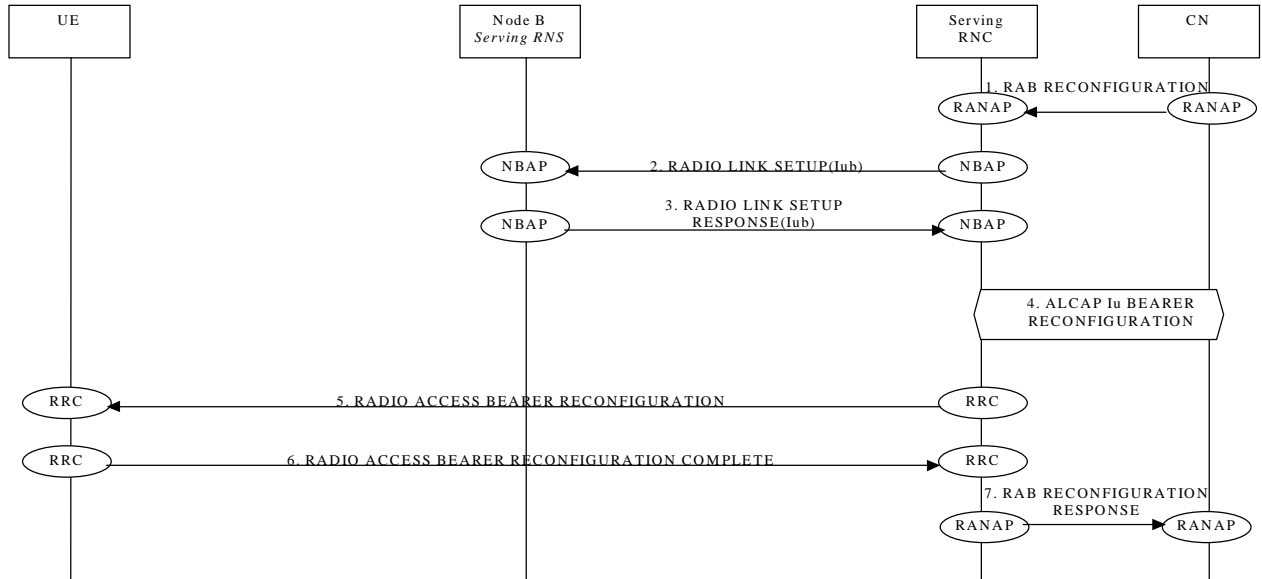 UE
Node B
Serving RNS
Serving
RNC
CN
1. RAB RECONFIGURATION
RANAP
RANAP
NBAP
2. RADIO LINK SETUP(Iub)
NBAP
3. RADIO LINK SETUP
RESPONSE(Iub)
NBAP
NBAP
4. ALCAP Iu BEARER
RECONFIGURATION
RRC
5. RADIO ACCESS BEARER RECONFIGURATION
RRC
RRC
6. RADIO ACCESS BEARER RECONFIGURATION COMPLETE
RRC
7. RAB RECONFIGURATION
RESPONSE
RANAP
RANAP